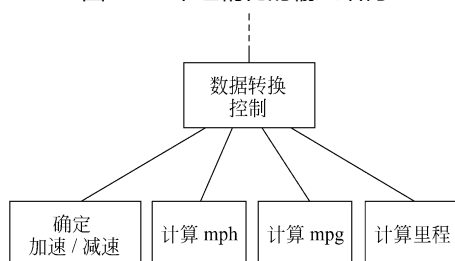 数据转换
控制
确定
加速 / 减速
计算 mph
计算 mpg
计算里程